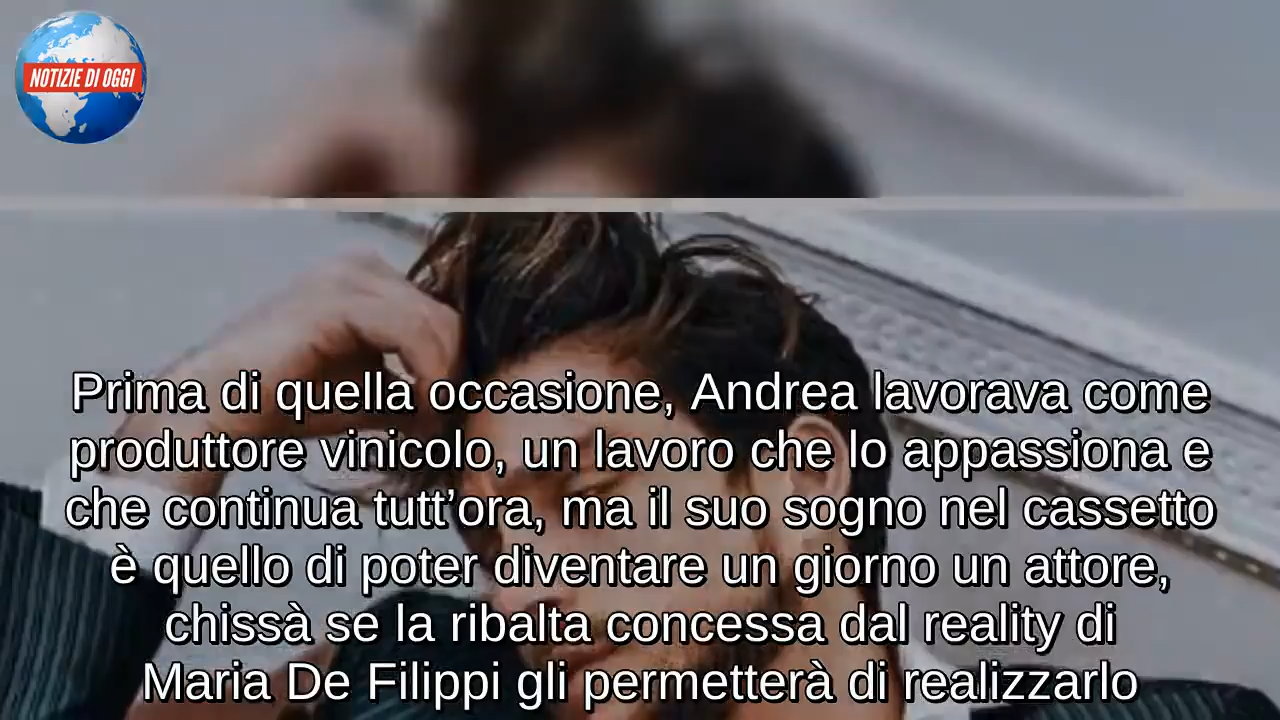 NOTIZIE DI OGGI
Prima di quella occasione, Andrea lavorava come
produttore vinicolo, un lavoro che lo appassiona e
che continua tutt’ora, ma il suo sogno nel cassetto
è quello di poter diventare un giorno un attore,
chissà se la ribalta concessa dal reality di
Maria De Filippi gli permetterà di realizzarlo